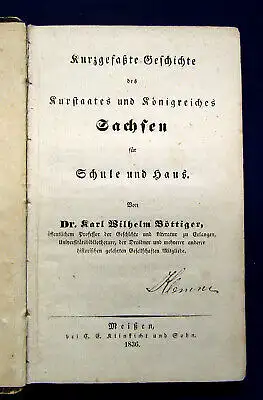 Kurzgefaßte Geschichte
des
Kurstaates und Königreiches
Sachsen
für
Schule und Haus.
Von
Dr. Karl Wilhelm Böttiger,
öffentlichem Professor der Geschichte und Literatur zu Erlangen,
Universitätsbibliothecare, der Dresdner und mehrerer anderer
historischen gelehrten Gesellschaften Mitgliede.
Meißen,
bei C. E. Klinkicht und Sohn.
1836.